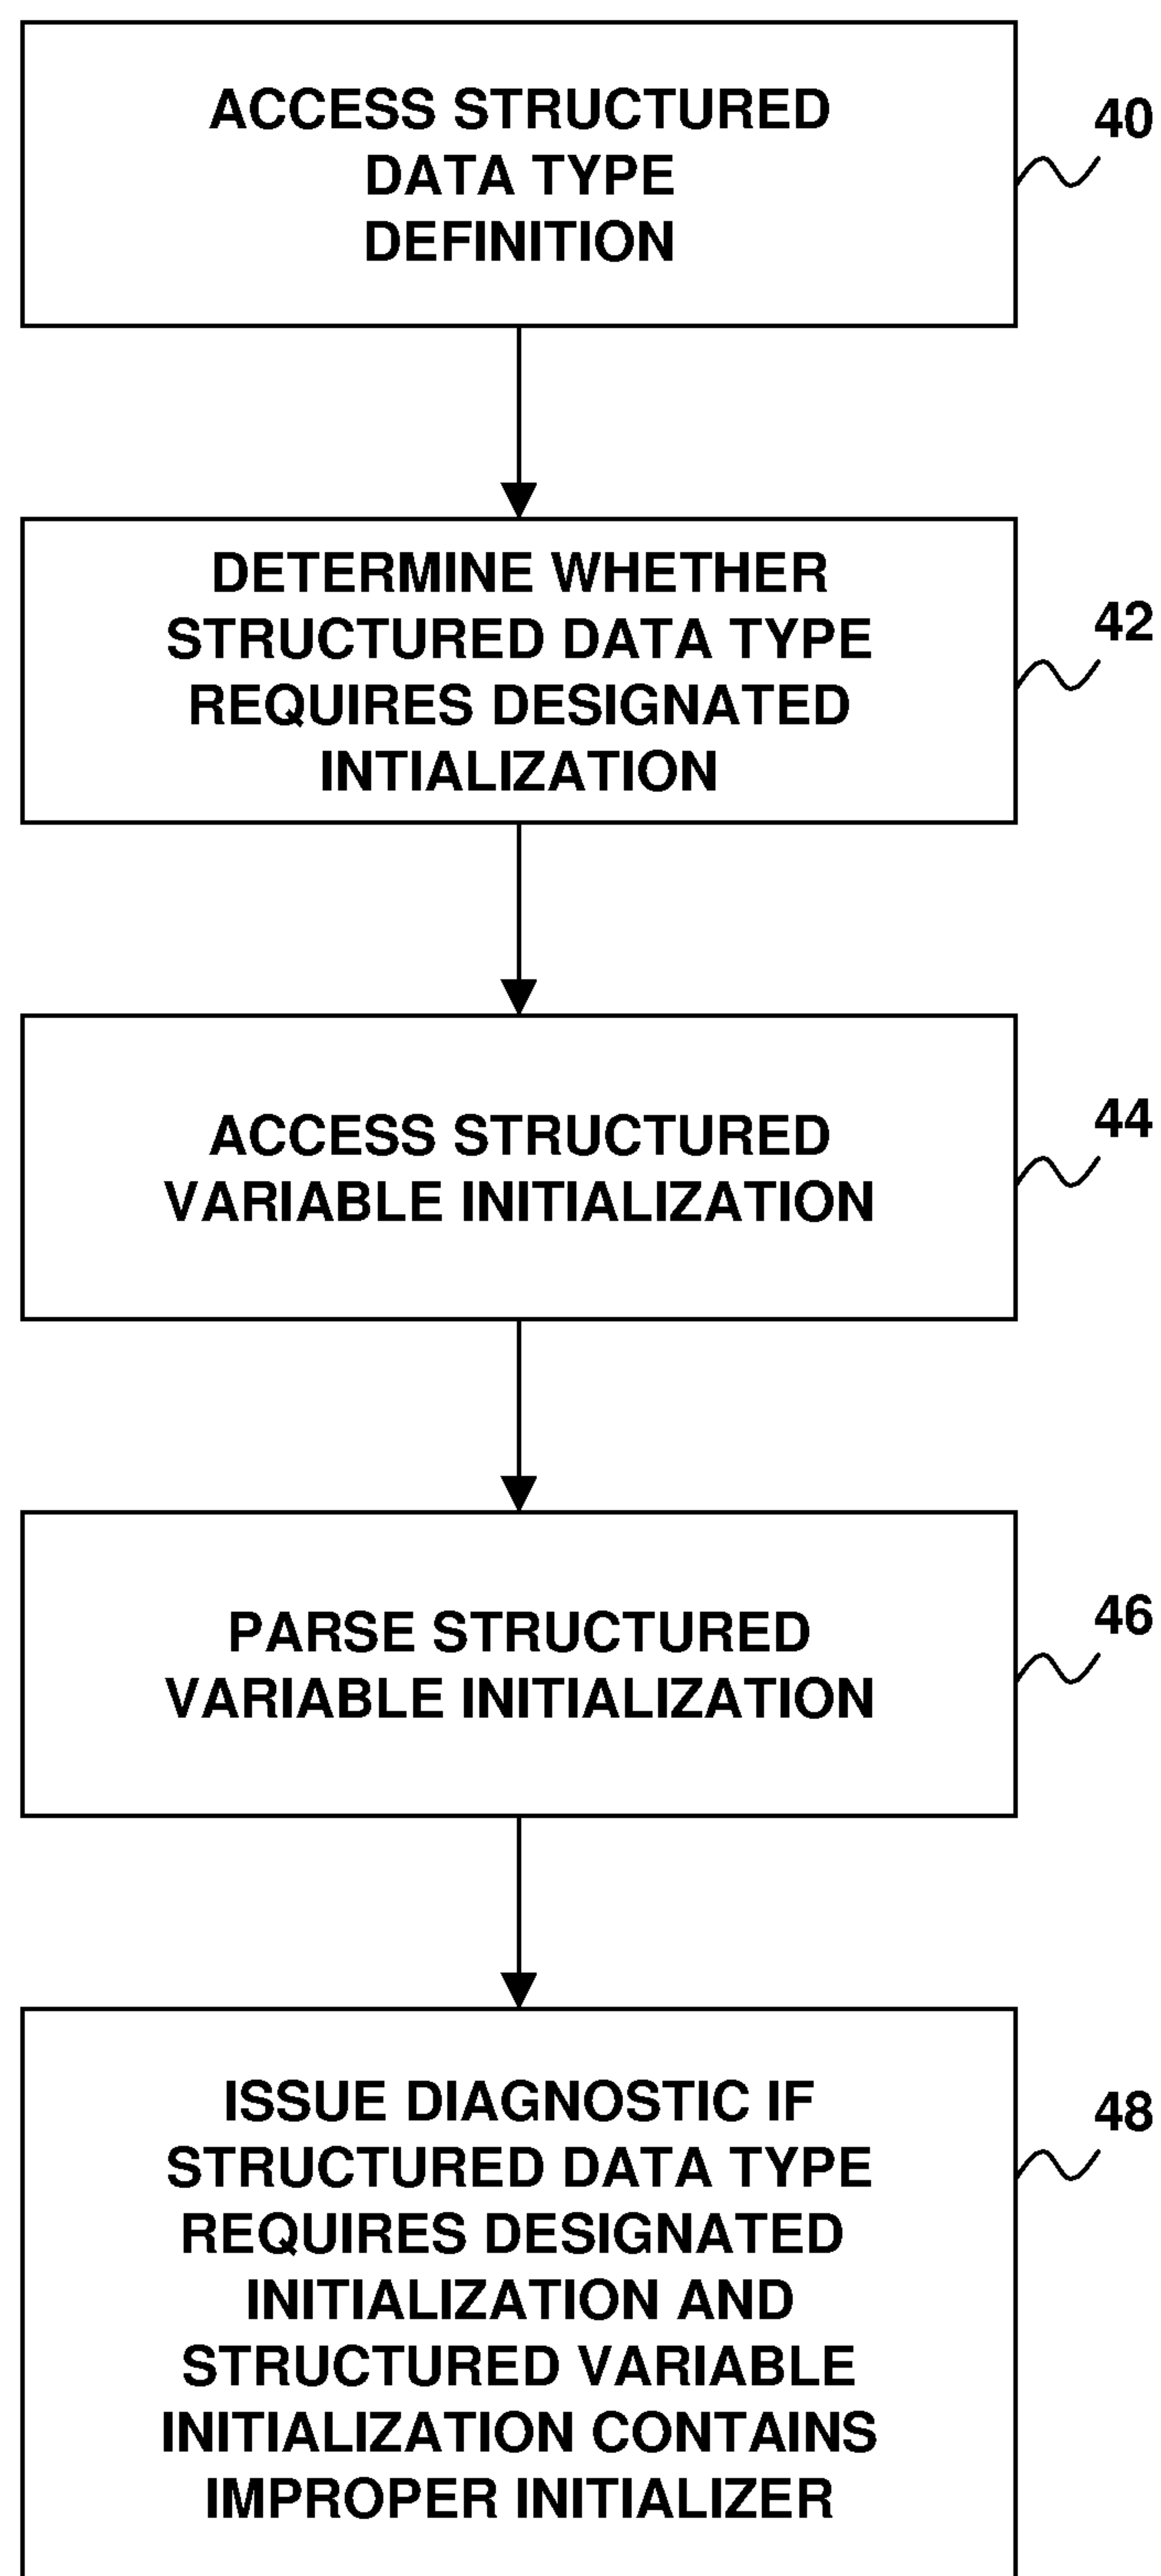 ACCESS STRUCTURED
DATA TYPE
DEFINITION
40
DETERMINE WHETHER
STRUCTURED DATA TYPE
REQUIRES DESIGNATED
INTIALIZATION
42
ACCESS STRUCTURED
VARIABLE INITIALIZATION
44
PARSE STRUCTURED
VARIABLE INITIALIZATION
46
ISSUE DIAGNOSTIC IF
STRUCTURED DATA TYPE
REQUIRES DESIGNATED
INITIALIZATION AND
STRUCTURED VARIABLE
INITIALIZATION CONTAINS
IMPROPER INITIALIZER
48